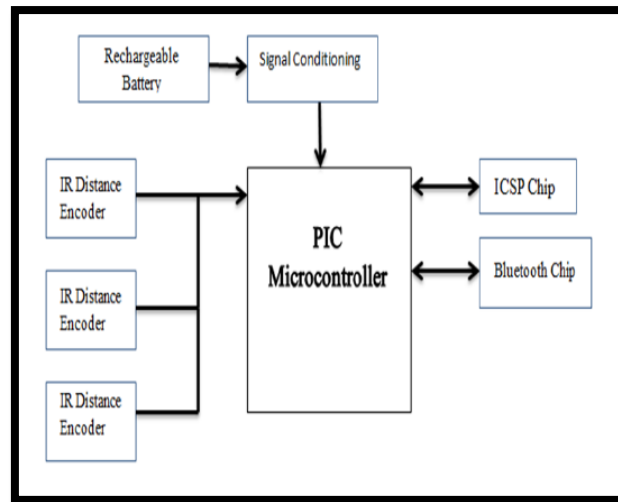 Rechargeable
Battery
Signal Conditioning
IR Distance
Encoder
IR Distance
Encoder
IR Distance
Encoder
PIC
Microcontroller
ICSP Chip
Bluetooth Chip